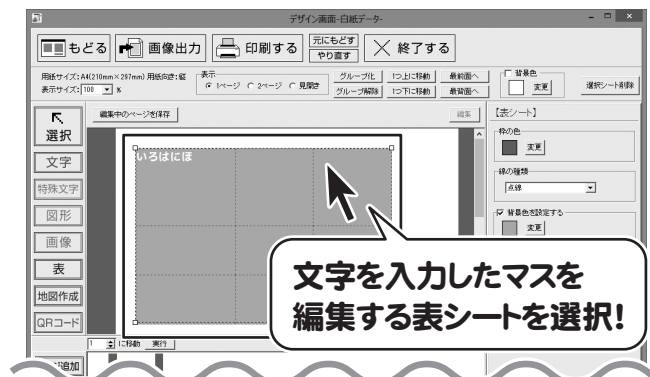 デザイン画面-白紙データ-
もどる
画像出力
印刷する
元にもどす
やり直す
終了する
用紙サイズ:A4(210mm×297mm) 用紙向き:縦
表示サイズ: 100 %
表示
1ページ 2ページ 見開き
グループ化
1つ上に移動
最前面へ
グループ解除
1つ下に移動
最背面へ
背景色
変更
選択シート削除
選択
文字
特殊文字
図形
画像
表
地図作成
QRコード
編集中のページを保存
編集
いろはにほ
【表シート】
枠の色
変更
線の種類
点線
背景色を設定する
変更
文字を入力したマスを
編集する表シートを選択!
1 に移動 実行
追加